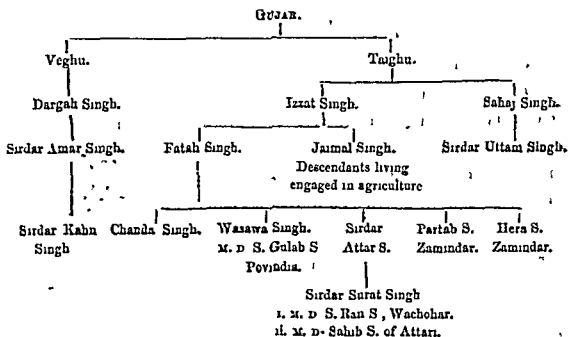 GUJAR.
Veghu. Taighu.
Dargah Singh. Izzat Singh. Sahaj Singh.
Sirdar Amar Singh. Fatah Singh. Jaimal Singh. Sirdar Uttam Singh.
Descendants living
engaged in agriculture
Sirdar Kahn Chanda Singh. Wasawa Singh. Sirdar Partab S. Hera S.
Singh M. D S. Gulab S Attar S. Zamindar. Zamindar.
Povindia.
Sirdar Surat Singh
I. M. D S. Ran S, Wachohar.
II. M. D- Sahib S. of Attari.